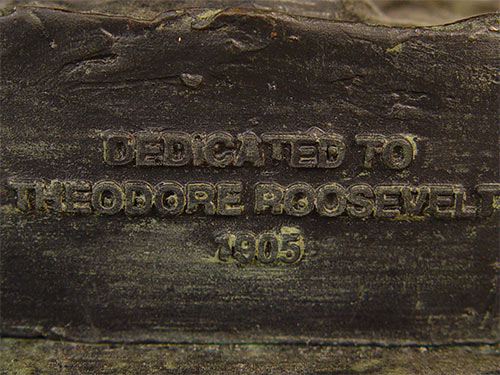 DEDICATED TO
THEODORE ROOSEVELT
1905